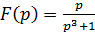 F(p) = p / (p³ + 1)